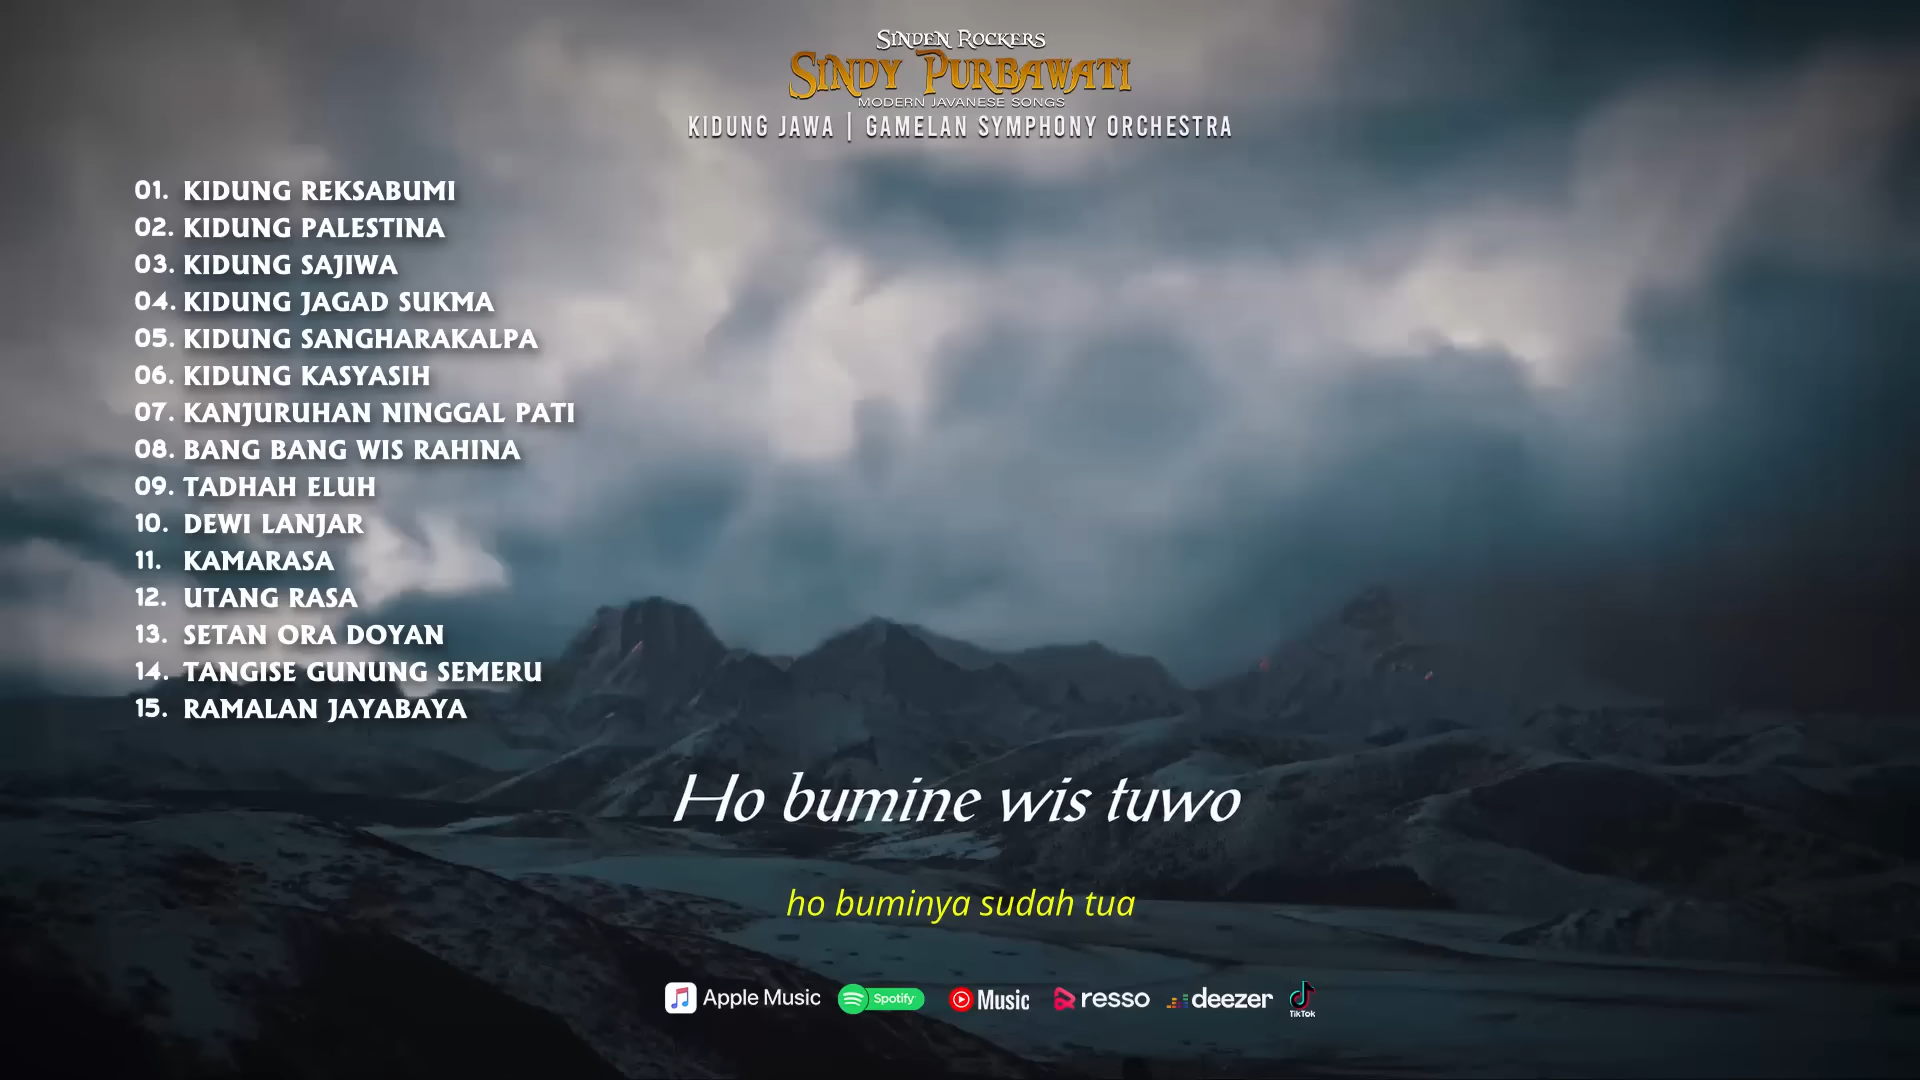 SINDEN ROCKERS
SINDY PURBAWATI
MODERN JAVANESE SONGS
KIDUNG JAWA | GAMELAN SYMPHONY ORCHESTRA
01. KIDUNG REKSABUMI
02. KIDUNG PALESTINA
03. KIDUNG SAJIWA
04. KIDUNG JAGAD SUKMA
05. KIDUNG SANGHARAKALPA
06. KIDUNG KASYASIH
07. KANJURUHAN NINGGAL PATI
08. BANG BANG WIS RAHINA
09. TADHAH ELUH
10. DEWI LANJAR
11. KAMARASA
12. UTANG RASA
13. SETAN ORA DOYAN
14. TANGISE GUNUNG SEMERU
15. RAMALAN JAYABAYA
Ho bumine wis tuwo
ho buminya sudah tua
Apple Music Spotify Music resso deezer TikTok